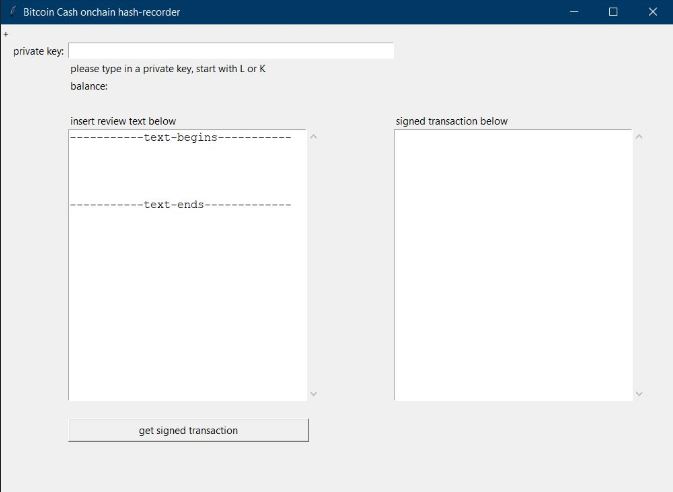 Bitcoin Cash onchain hash-recorder
+
private key:
please type in a private key, start with L or K
balance:
insert review text below
signed transaction below
-----------text-begins-----------
-----------text-ends-------------
get signed transaction